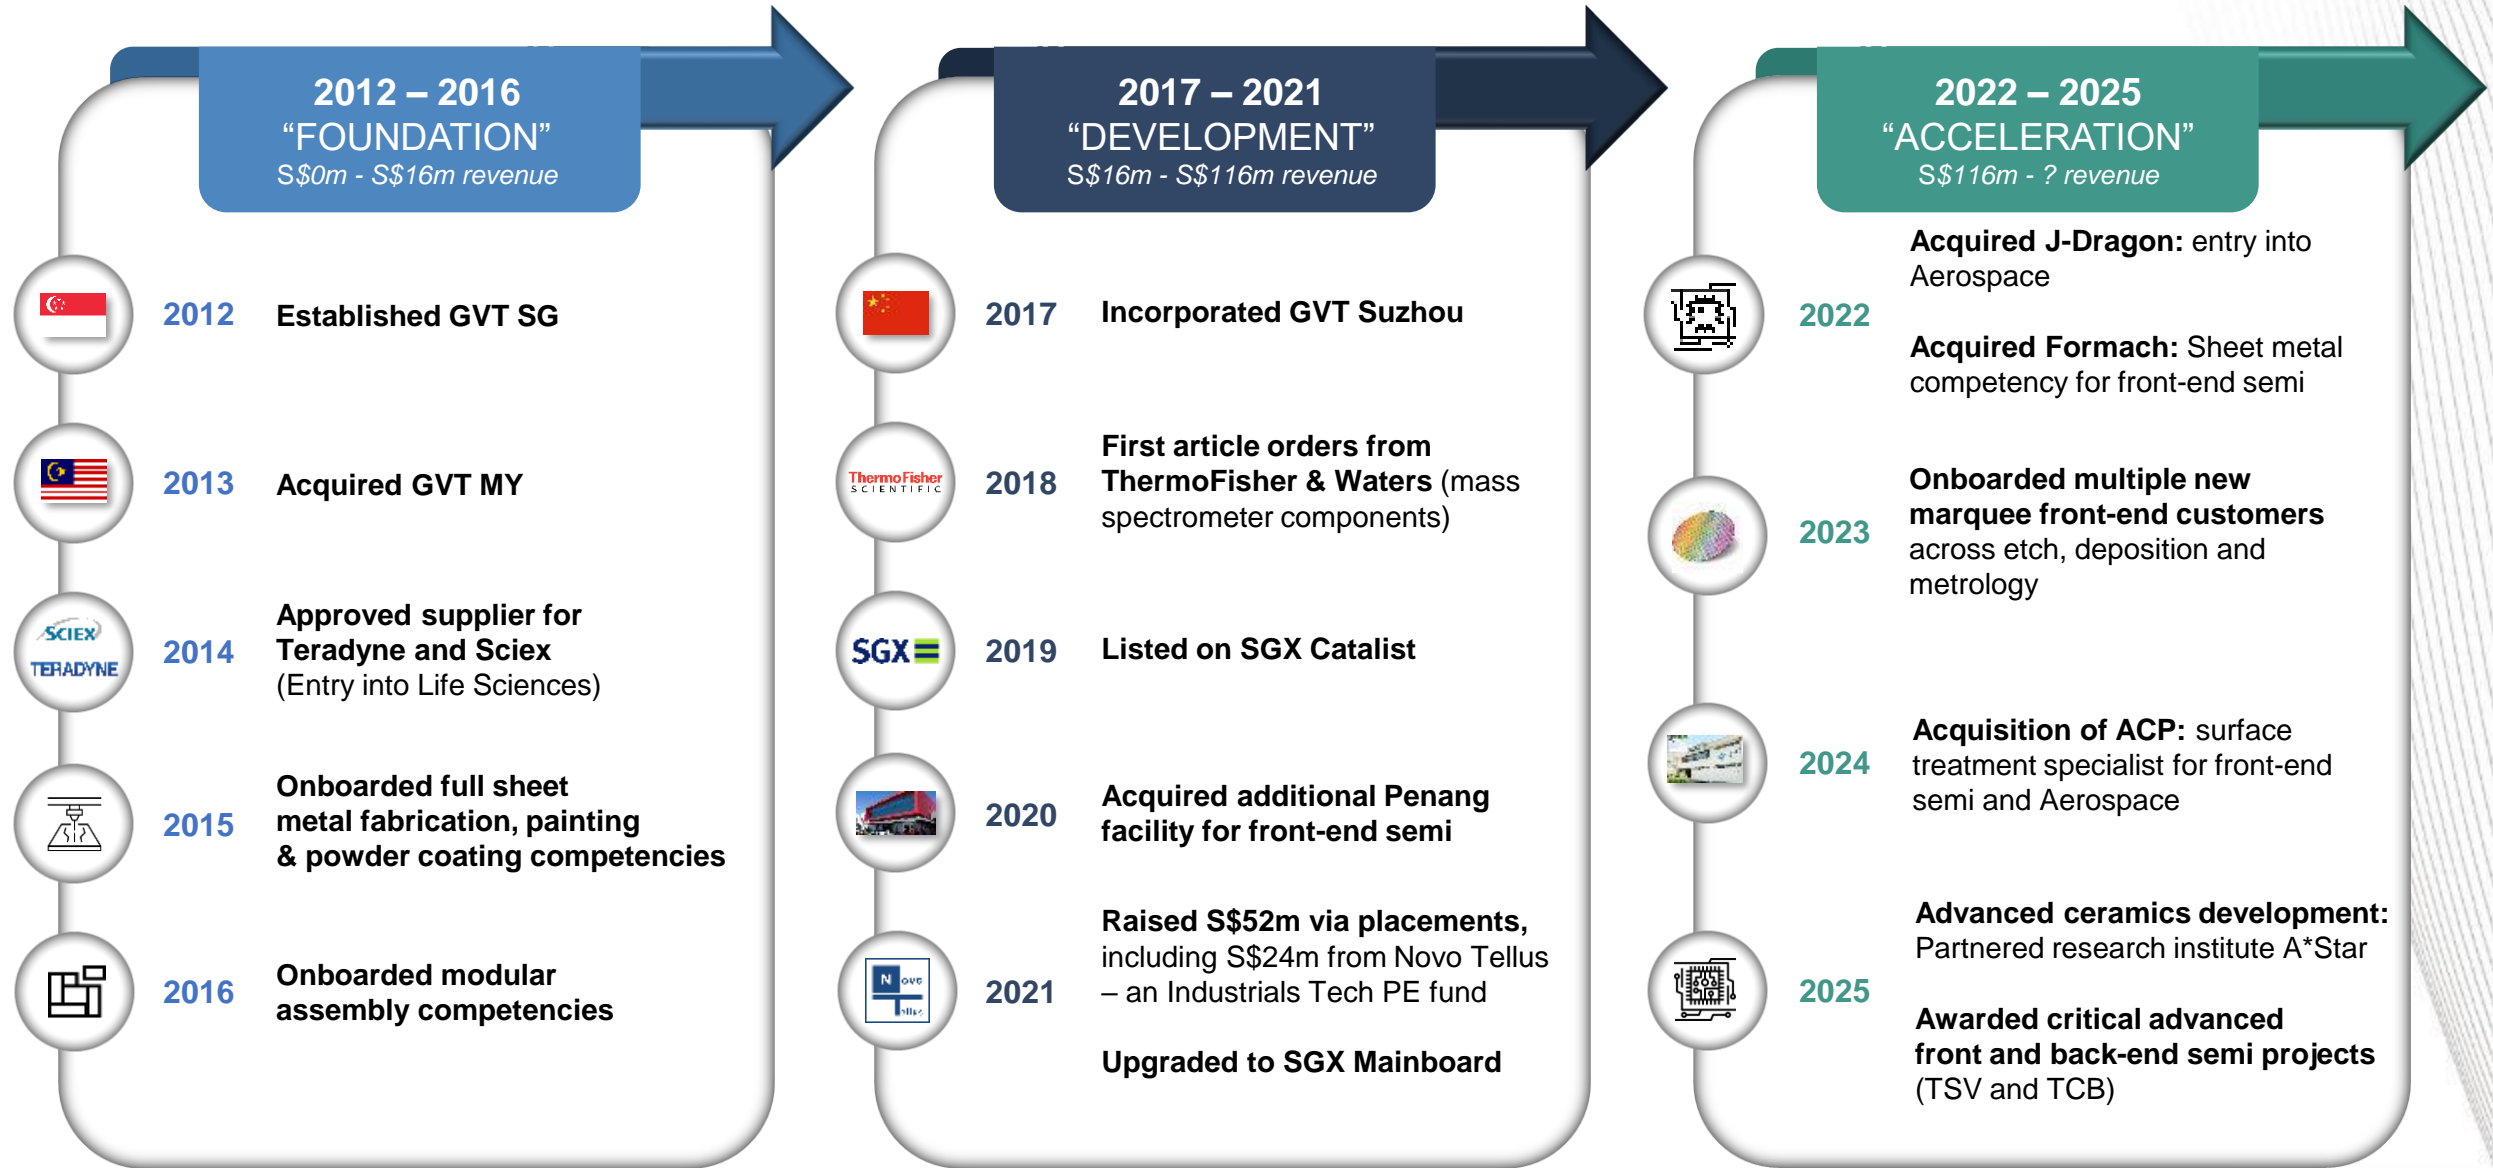 2012 – 2016
“FOUNDATION”
S$0m - S$16m revenue
2012
Established GVT SG
2013
Acquired GVT MY
SCIEX
TERADYNE
2014
Approved supplier for
Teradyne and Sciex
(Entry into Life Sciences)
2015
Onboarded full sheet
metal fabrication, painting
& powder coating competencies
2016
Onboarded modular
assembly competencies
2017 – 2021
“DEVELOPMENT”
S$16m - S$116m revenue
2017
Incorporated GVT Suzhou
ThermoFisher
SCIENTIFIC
2018
First article orders from
ThermoFisher & Waters (mass
spectrometer components)
SGX
2019
Listed on SGX Catalist
2020
Acquired additional Penang
facility for front-end semi
Novo
Tellus
2021
Raised S$52m via placements,
including S$24m from Novo Tellus
– an Industrials Tech PE fund
Upgraded to SGX Mainboard
2022 – 2025
“ACCELERATION”
S$116m - ? revenue
2022
Acquired J-Dragon: entry into
Aerospace
Acquired Formach: Sheet metal
competency for front-end semi
2023
Onboarded multiple new
marquee front-end customers
across etch, deposition and
metrology
2024
Acquisition of ACP: surface
treatment specialist for front-end
semi and Aerospace
2025
Advanced ceramics development:
Partnered research institute A*Star
Awarded critical advanced
front and back-end semi projects
(TSV and TCB)